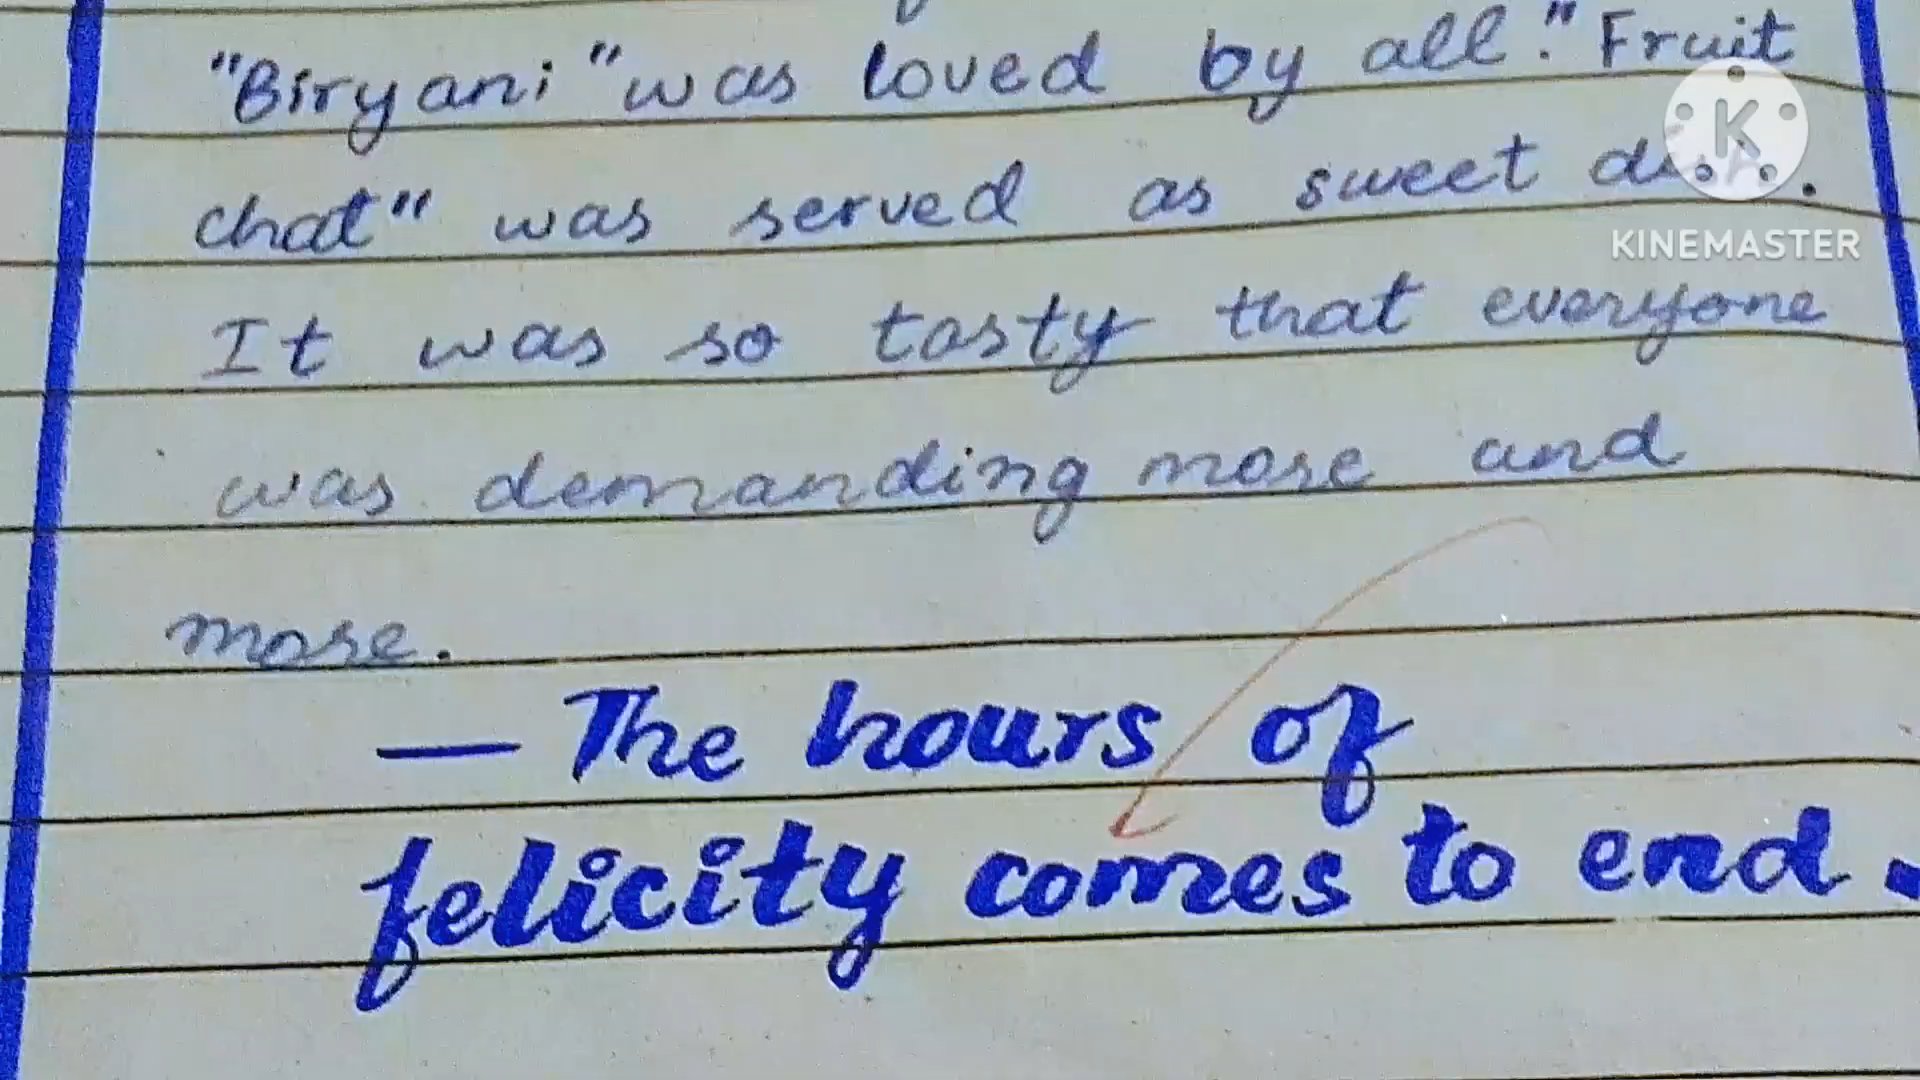 "Biryani" was loved by all." Fruit
chat" was served as sweet
KINEMASTER
It was so tasty that everyone
was demanding more and
more.
— The hours of
felicity comes to end.